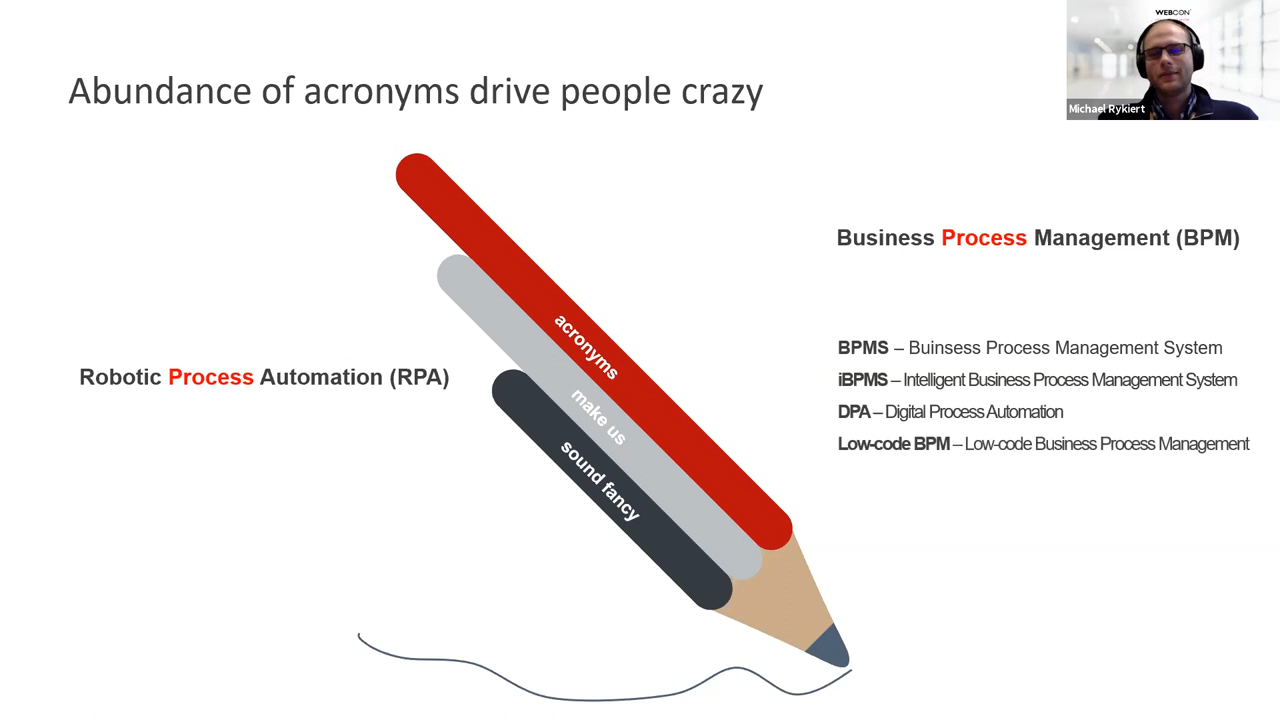 WEBCON
Michael Rykiert
Abundance of acronyms drive people crazy
Robotic Process Automation (RPA)
acronyms
make us
sound fancy
Business Process Management (BPM)
BPMS – Buinsess Process Management System
iBPMS – Intelligent Business Process Management System
DPA – Digital Process Automation
Low-code BPM – Low-code Business Process Management